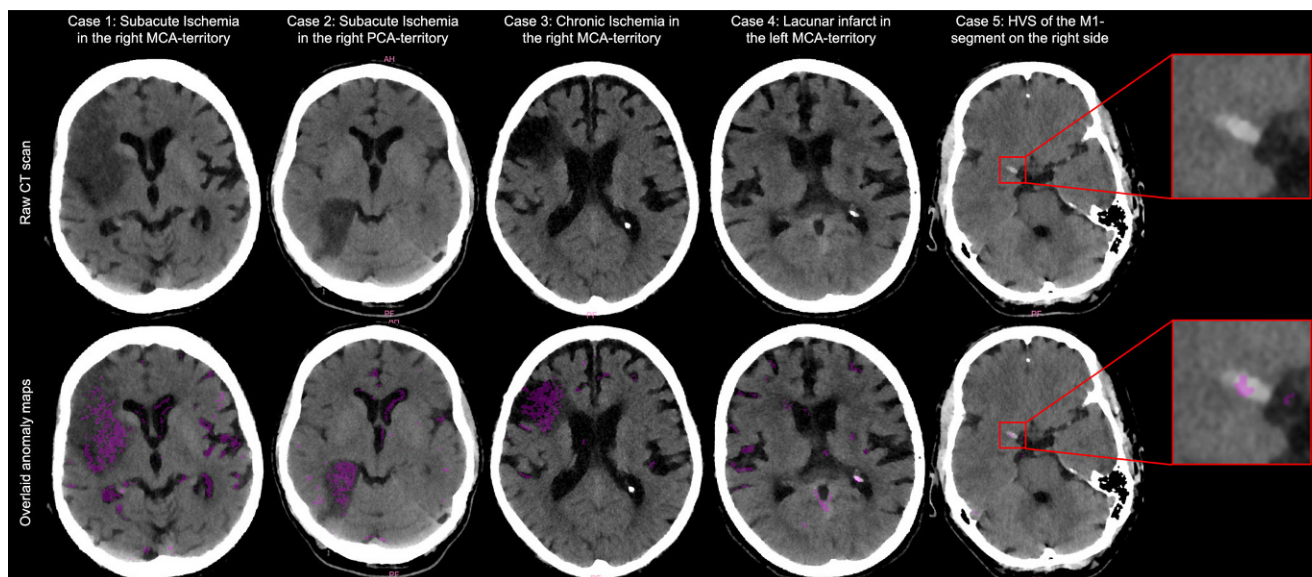 Case 1: Subacute Ischemia
in the right MCA-territory
Case 2: Subacute Ischemia
in the right PCA-territory
Case 3: Chronic Ischemia in
the right MCA-territory
Case 4: Lacunar infarct in
the left MCA-territory
Case 5: HVS of the M1-
segment on the right side
AH
Raw CT scan
PF
Overlaid anomaly maps
PF